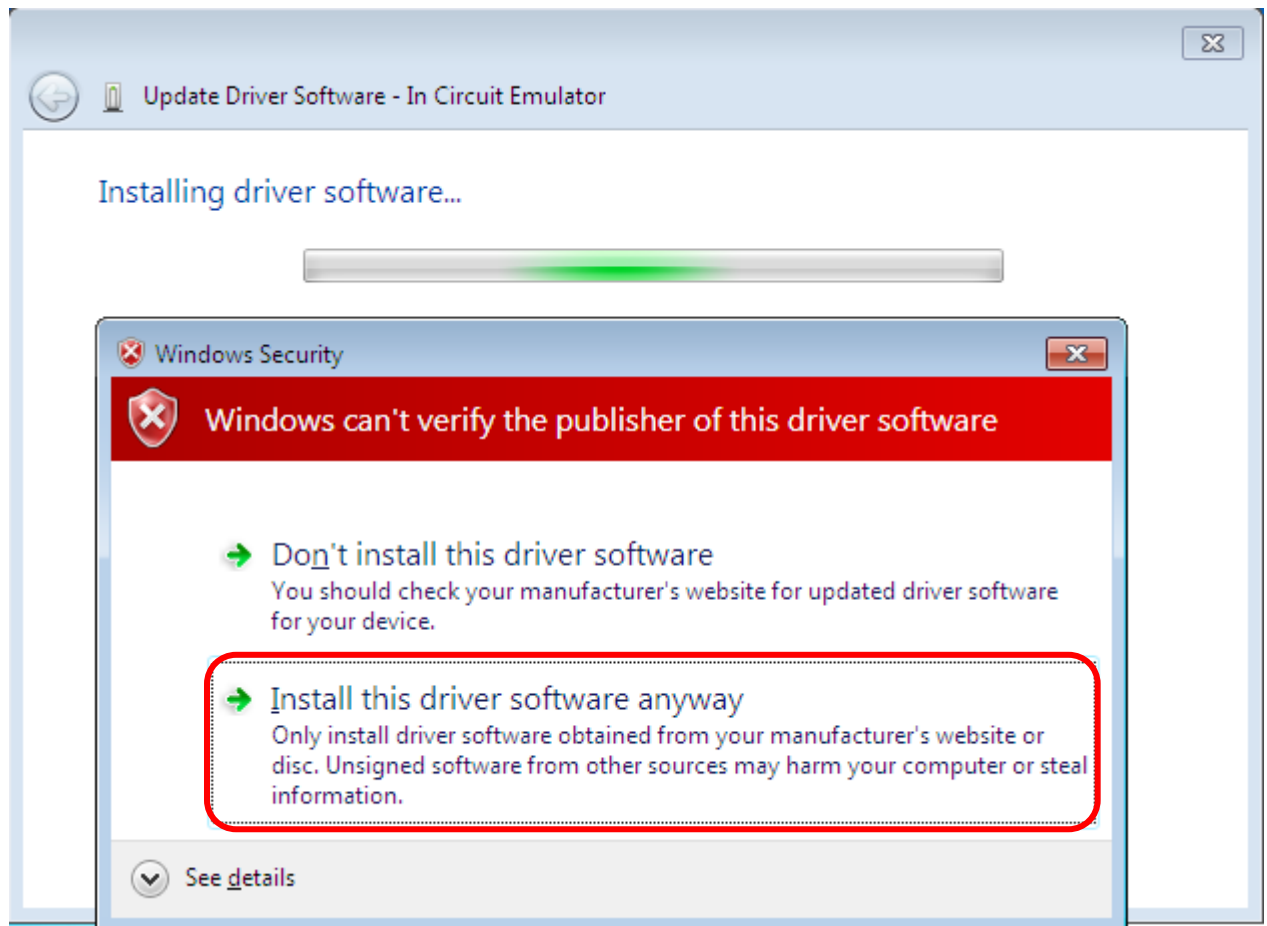 Update Driver Software - In Circuit Emulator
Installing driver software...
Windows Security
Windows can't verify the publisher of this driver software
Don't install this driver software
You should check your manufacturer's website for updated driver software
for your device.
Install this driver software anyway
Only install driver software obtained from your manufacturer's website or
disc. Unsigned software from other sources may harm your computer or steal
information.
See details